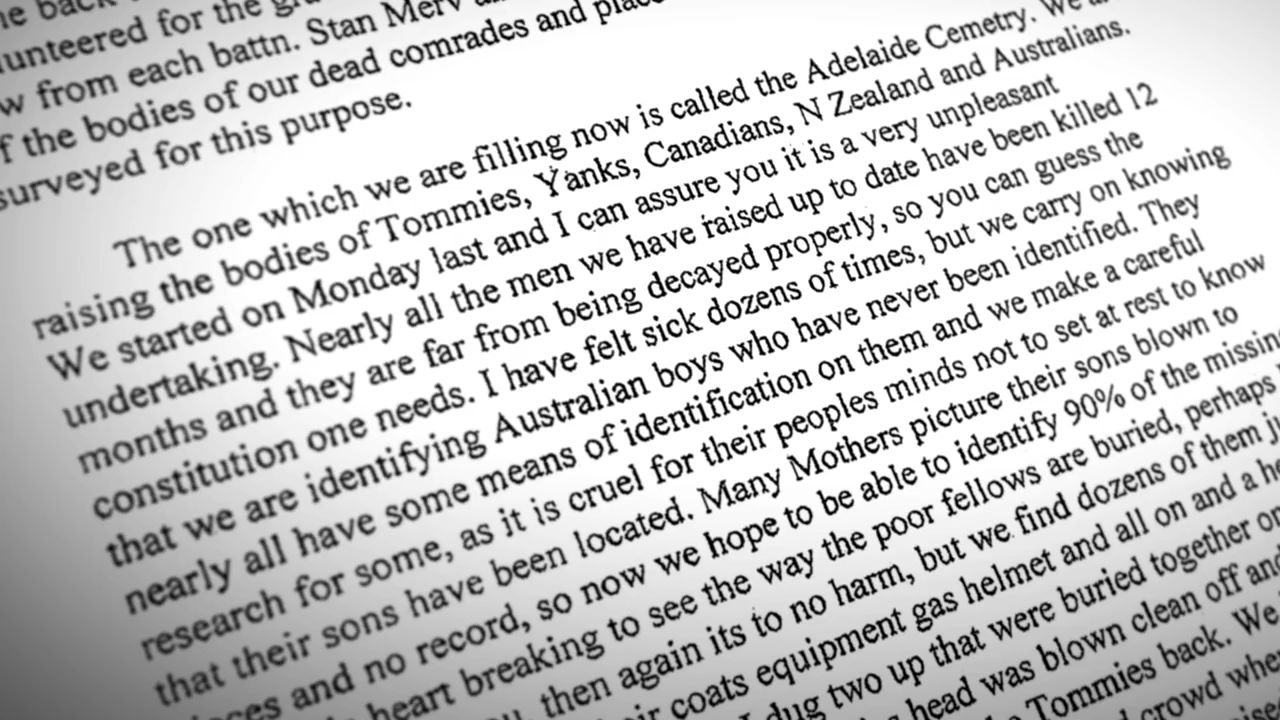 back
unteered for the
from each battn. Stan Merv
the bodies of our dead comrades and
surveyed for this purpose.
The one which we are filling now is called the Adelaide Cemetry. We
raising the bodies of Tommies, Yanks, Canadians, N Zealand and Australians.
We started on Monday last and I can assure you it is a very unpleasant
undertaking. Nearly all the men we have raised up to date have been killed 12
months and they are far from being decayed properly, so you can guess the
constitution one needs. I have felt sick dozens of times, but we carry on knowing
that we are identifying Australian boys who have never been identified. They
nearly all have some means of identification on them and we make a careful
research for some, as it is cruel for their peoples minds not to set at rest to know
that their sons have been located. Many Mothers picture their sons blown to
and no record, so now we hope to be able to identify 90% of the missin
heart breaking to see the way the poor fellows are buried, perhaps
then again its to no harm, but we find dozens of them
coats equipment gas helmet and all on and a
dug two up that were buried together
head was blown clean off and
Tommies back. We
crowd